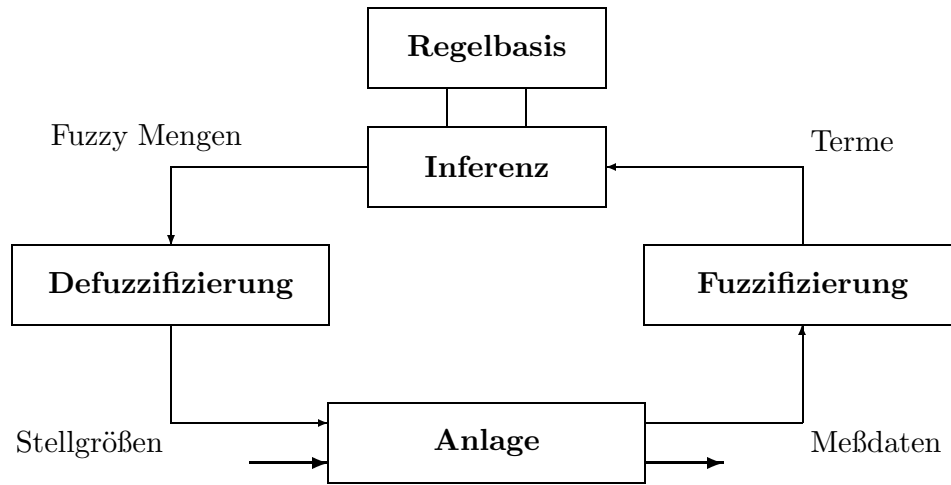 Regelbasis
Fuzzy Mengen
Terme
Inferenz
Defuzzifizierung
Fuzzifizierung
Stellgrößen
Anlage
Meßdaten